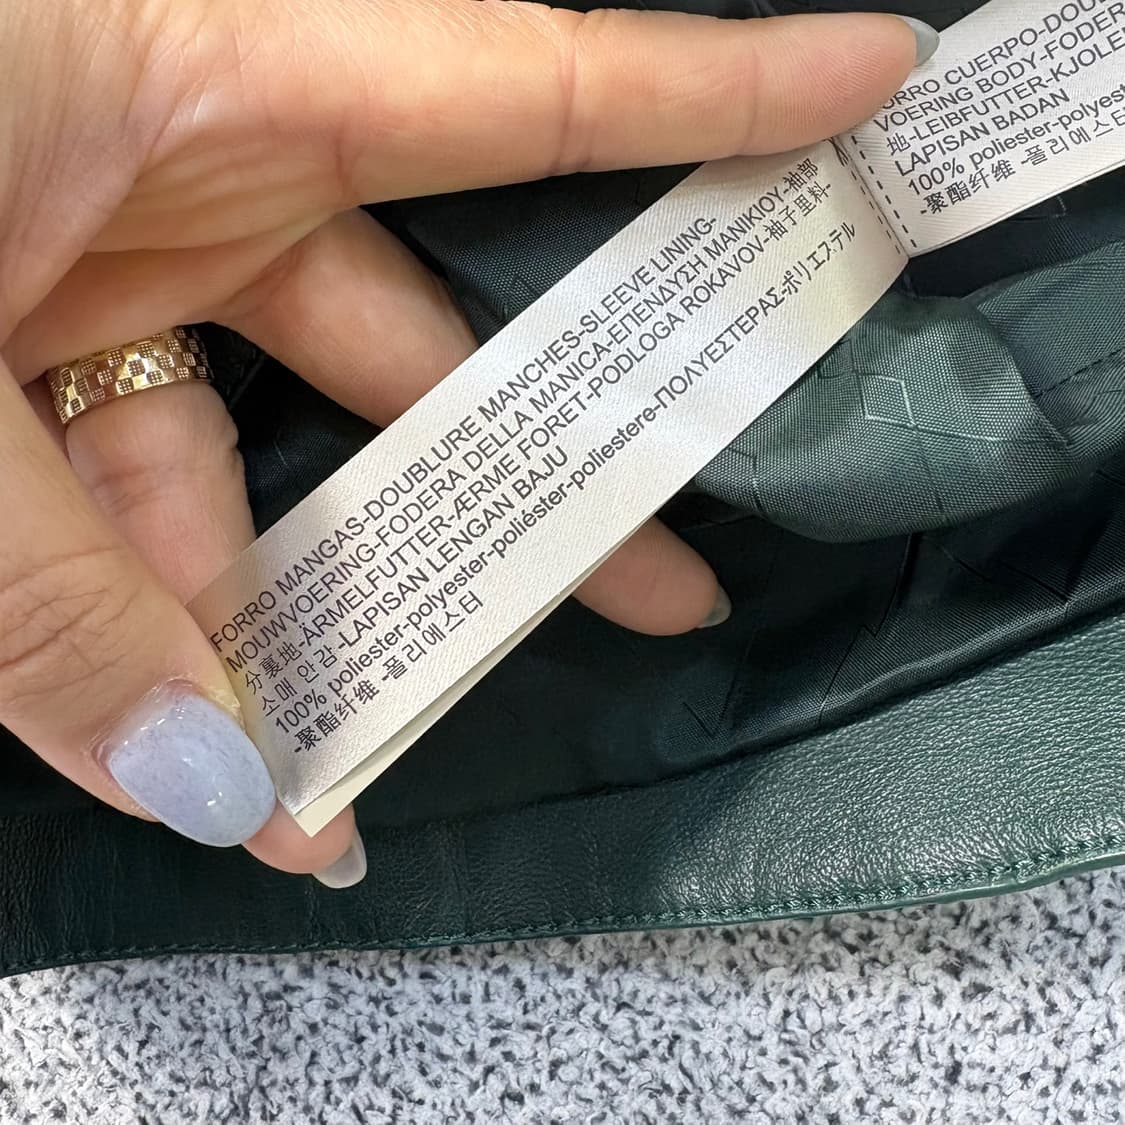 FORRO MANGAS-DOUBLURE MANCHES-SLEEVE LINING-
MOUWVOERING-FODERA DELLA MANICA-ΕΠΕΝΔΥΣΗ ΜΑΝΙΚΙΟΥ-袖部
分裏地-ÄRMELFUTTER-ÆRME FORET-PODLOGA ROKAVOV-袖子里料-
소매 안감-LAPISAN LENGAN BAJU
100% poliester-polyester-poliéster-poliestere-ΠΟΛΥΕΣΤΕΡΑΣ-ポリエステル
-聚酯纤维 -폴리에스터
ORRO CUERPO-DOU
VOERING BODY-FODER
地-LEIBFUTTER-KJOLE
LAPISAN BADAN
100% poliester-polyest
-聚酯纤维 -폴리에스터